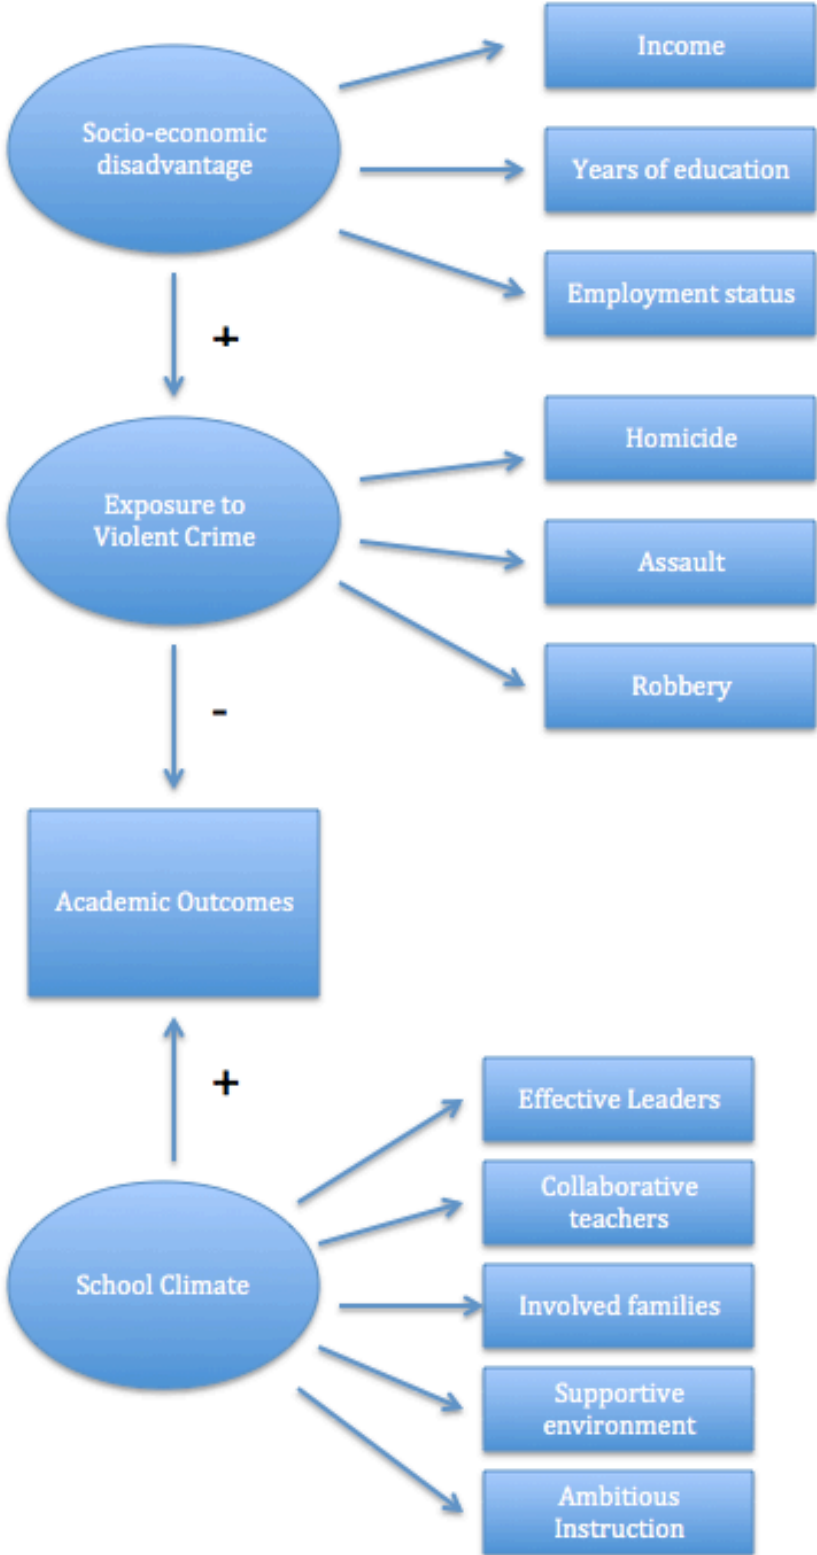 Socio-economic
disadvantage
Income
Years of education
Employment status
+
Exposure to
Violent Crime
Homicide
Assault
Robbery
-
Academic Outcomes
+
School Climate
Effective Leaders
Collaborative
teachers
Involved families
Supportive
environment
Ambitious
Instruction